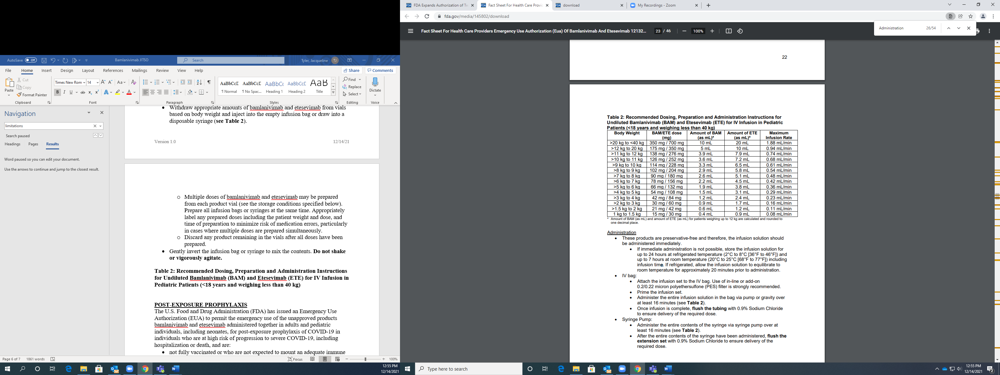 AutoSave Off Bamlanivimab JITSO Search Tyler, Jacqueline TJ
File Home Insert Design Layout References Mailings Review View Help Share Comments
Paste
Cut
Copy
Format Painter
Clipboard
Times New Rom 14
Font
Paragraph
AaBbCcD AaBbCcD AaBbCc AaBbCcD AaB
¶ Normal ¶ No Spac... Heading 1 Heading 2 Title
Styles
Find
Replace
Select
Editing
Dictate
Voice
Navigation
limitations
Search paused
Headings Pages Results
Word paused so you can edit your document.
Use the arrows to continue and jump to the closest result.
• Withdraw appropriate amounts of bamlanivimab and etesevimab from vials
based on body weight and inject into the empty infusion bag or draw into a
disposable syringe (see Table 2).
Version 1.0 12/14/21
o Multiple doses of bamlanivimab and etesevimab may be prepared
from each product vial (see the storage conditions specified below).
Prepare all infusion bags or syringes at the same time. Appropriately
label any prepared doses including the patient weight and dose, and
time of preparation to minimize risk of medication errors, particularly
in cases where multiple doses are prepared simultaneously.
o Discard any product remaining in the vials after all doses have been
prepared.
• Gently invert the infusion bag or syringe to mix the contents. Do not shake
or vigorously agitate.
Table 2: Recommended Dosing, Preparation and Administration Instructions
for Undiluted Bamlanivimab (BAM) and Etesevimab (ETE) for IV Infusion in
Pediatric Patients (<18 years and weighing less than 40 kg)
POST-EXPOSURE PROPHYLAXIS
The U.S. Food and Drug Administration (FDA) has issued an Emergency Use
Authorization (EUA) to permit the emergency use of the unapproved products
bamlanivimab and etesevimab administered together in adults and pediatric
individuals, including neonates, for post-exposure prophylaxis of COVID-19 in
individuals who are at high risk of progression to severe COVID-19, including
hospitalization or death, and are:
• not fully vaccinated or who are not expected to mount an adequate immune
Page 6 of 7 1861 words Focus 100%
12:55 PM
12/14/2021
FDA Expands Authorization of Tw Fact Sheet For Health Care Provid download My Recordings - Zoom
fda.gov/media/145802/download
Administration 26/54
Fact Sheet For Health Care Providers Emergency Use Authorization (Eua) Of Bamlanivimab And Etesevimab 12132... 23 / 46 100%
22
Table 2: Recommended Dosing, Preparation and Administration Instructions for
Undiluted Bamlanivimab (BAM) and Etesevimab (ETE) for IV Infusion in Pediatric
Patients (<18 years and weighing less than 40 kg)
Body Weight BAM/ETE dose (mg) Amount of BAM (as mL)ª Amount of ETE (as mL)ª Maximum Infusion Rate
>20 kg to <40 kg 350 mg / 700 mg 10 mL 20 mL 1.88 mL/min
>12 kg to 20 kg 175 mg / 350 mg 5 mL 10 mL 0.94 mL/min
>11 kg to 12 kg 138 mg / 276 mg 3.9 mL 7.9 mL 0.74 mL/min
>10 kg to 11 kg 126 mg / 252 mg 3.6 mL 7.2 mL 0.68 mL/min
>9 kg to 10 kg 114 mg / 228 mg 3.3 mL 6.5 mL 0.61 mL/min
>8 kg to 9 kg 102 mg / 204 mg 2.9 mL 5.8 mL 0.54 mL/min
>7 kg to 8 kg 90 mg / 180 mg 2.6 mL 5.1 mL 0.48 mL/min
>6 kg to 7 kg 78 mg / 156 mg 2.2 mL 4.5 mL 0.42 mL/min
>5 kg to 6 kg 66 mg / 132 mg 1.9 mL 3.8 mL 0.36 mL/min
>4 kg to 5 kg 54 mg / 108 mg 1.5 mL 3.1 mL 0.29 mL/min
>3 kg to 4 kg 42 mg / 84 mg 1.2 mL 2.4 mL 0.23 mL/min
>2 kg to 3 kg 30 mg / 60 mg 0.9 mL 1.7 mL 0.16 mL/min
>1.5 kg to 2 kg 21 mg / 42 mg 0.6 mL 1.2 mL 0.11 mL/min
1 kg to 1.5 kg 15 mg / 30 mg 0.4 mL 0.9 mL 0.08 mL/min
ª Amount of BAM (as mL) and amount of ETE (as mL) for patients weighing up to 12 kg are calculated and rounded to
one decimal place.
Administration
• These products are preservative-free and therefore, the infusion solution should
be administered immediately.
• If immediate administration is not possible, store the infusion solution for
up to 24 hours at refrigerated temperature (2°C to 8°C [36°F to 46°F]) and
up to 7 hours at room temperature (20°C to 25°C [68°F to 77°F]) including
infusion time. If refrigerated, allow the infusion solution to equilibrate to
room temperature for approximately 20 minutes prior to administration.
• IV bag:
• Attach the infusion set to the IV bag. Use of in-line or add-on
0.2/0.22 micron polyethersulfone (PES) filter is strongly recommended.
• Prime the infusion set.
• Administer the entire infusion solution in the bag via pump or gravity over
at least 16 minutes (see Table 2).
• Once infusion is complete, flush the tubing with 0.9% Sodium Chloride
to ensure delivery of the required dose.
• Syringe Pump:
• Administer the entire contents of the syringe via syringe pump over at
least 16 minutes (see Table 2).
• After the entire contents of the syringe have been administered, flush the
extension set with 0.9% Sodium Chloride to ensure delivery of the
required dose.
Type here to search
12:55 PM
12/14/2021
2